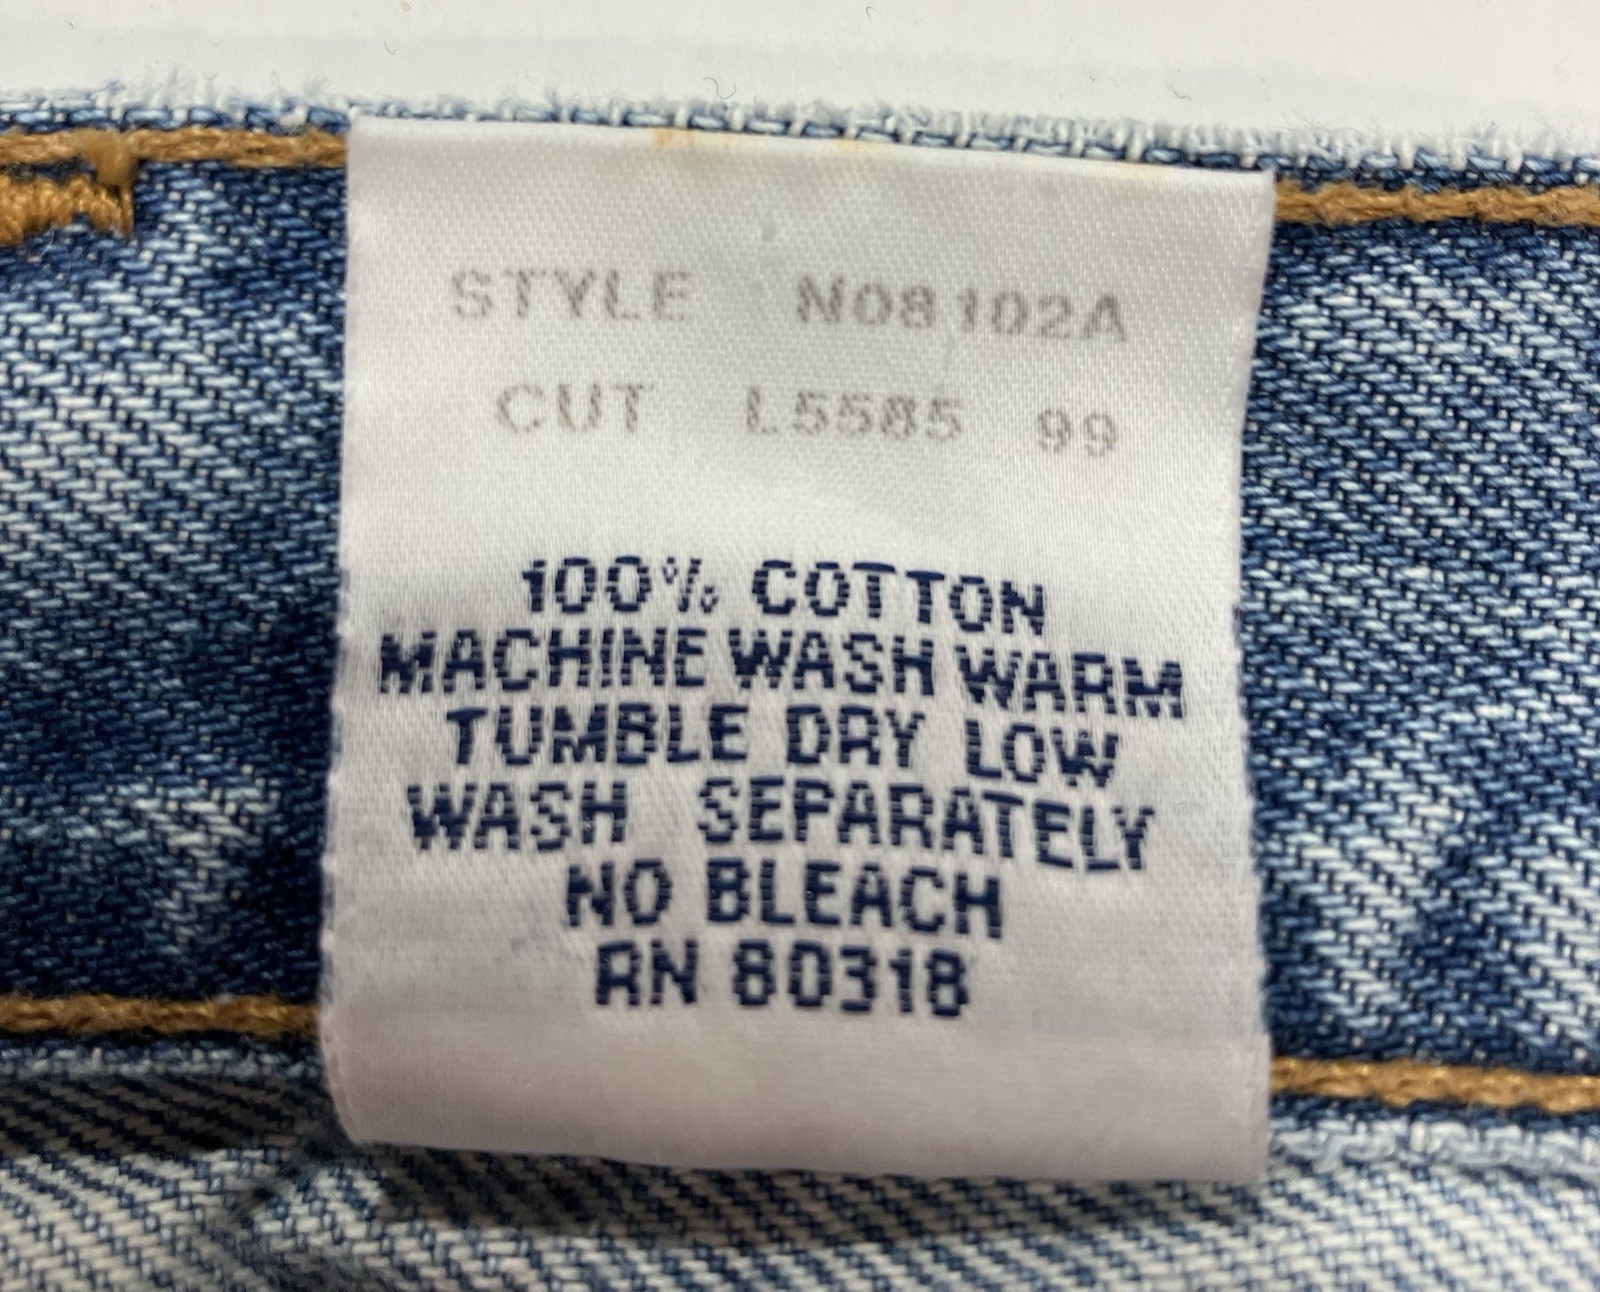 STYLE N08102A
CUT L5585 99
100% COTTON
MACHINE WASH WARM
TUMBLE DRY LOW
WASH SEPARATELY
NO BLEACH
RN 80318